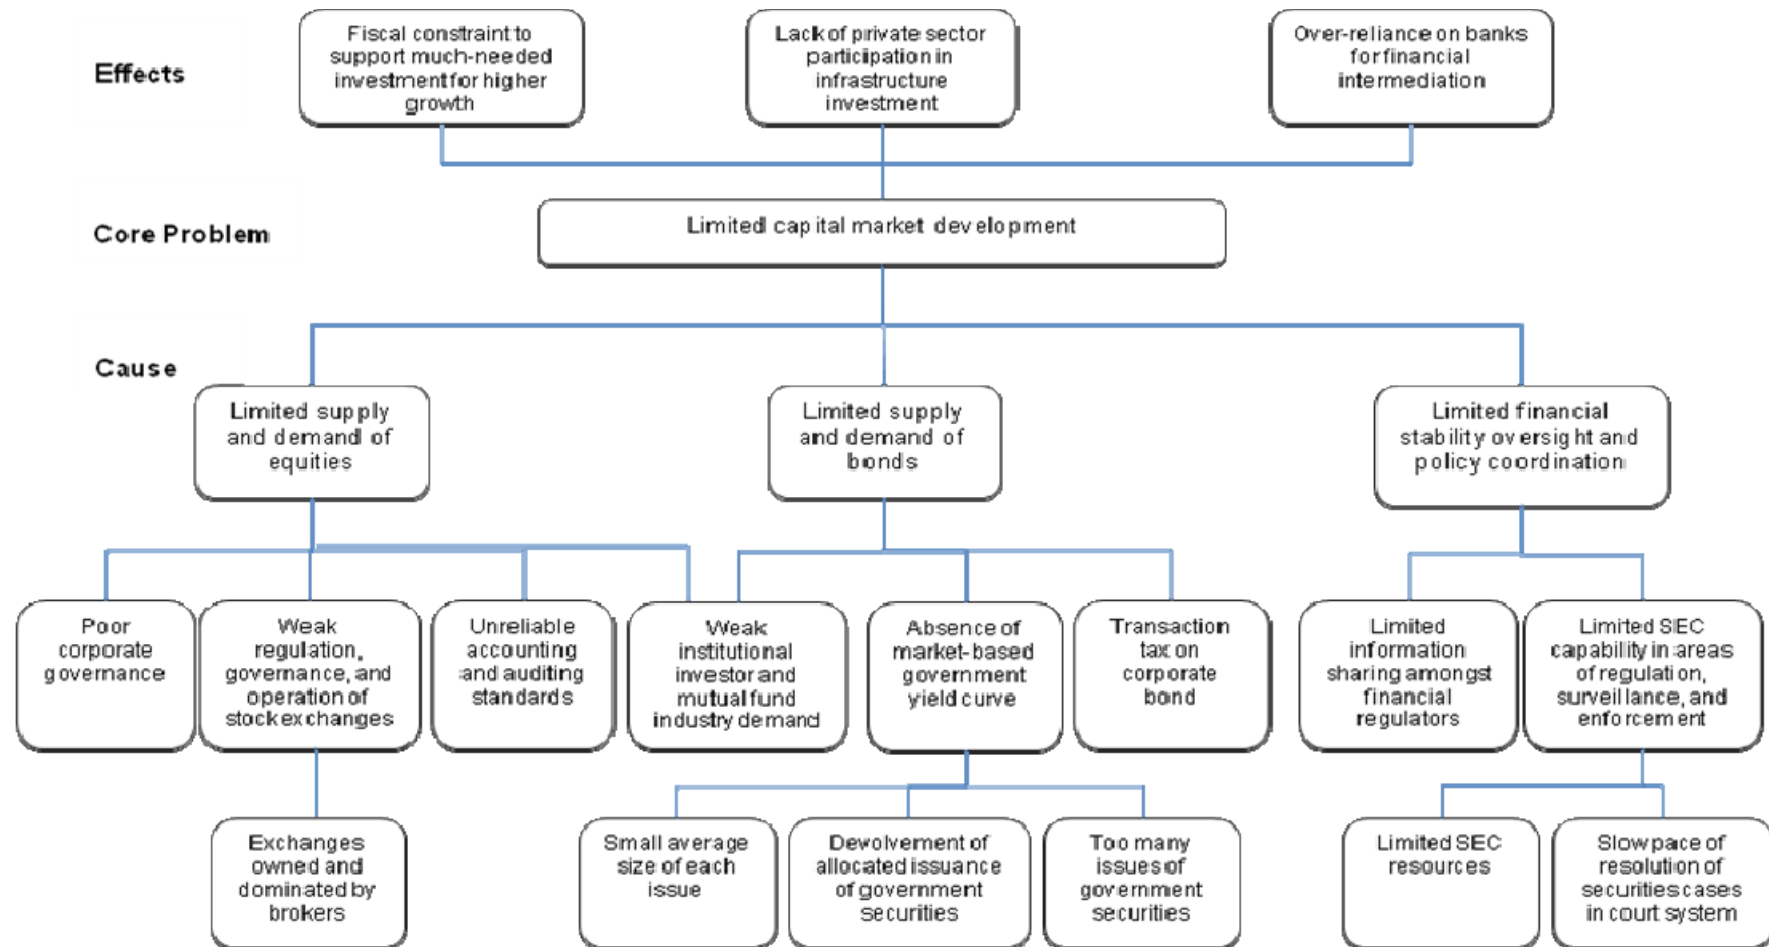 Effects
Fiscal constraint to
support much-needed
investment for higher
growth
Lack of private sector
participation in
infrastructure
investment
Over-reliance on banks
for financial
intermediation
Core Problem
Limited capital market development
Cause
Limited supply
and demand of
equities
Limited supply
and demand of
bonds
Limited financial
stability oversight and
policy coordination
Poor
corporate
governance
Weak
regulation,
governance, and
operation of
stock exchanges
Unreliable
accounting
and auditing
standards
Weak
institutional
investor and
mutual fund
industry demand
Absence of
market-based
government
yield curve
Transaction
tax on
corporate
bond
Limited
information
sharing amongst
financial
regulators
Limited SEC
capability in areas
of regulation,
surveillance, and
enforcement
Exchanges
owned and
dominated by
brokers
Small average
size of each
issue
Devolvement of
allocated issuance
of government
securities
Too many
issues of
government
securities
Limited SEC
resources
Slow pace of
resolution of
securities cases
in court system